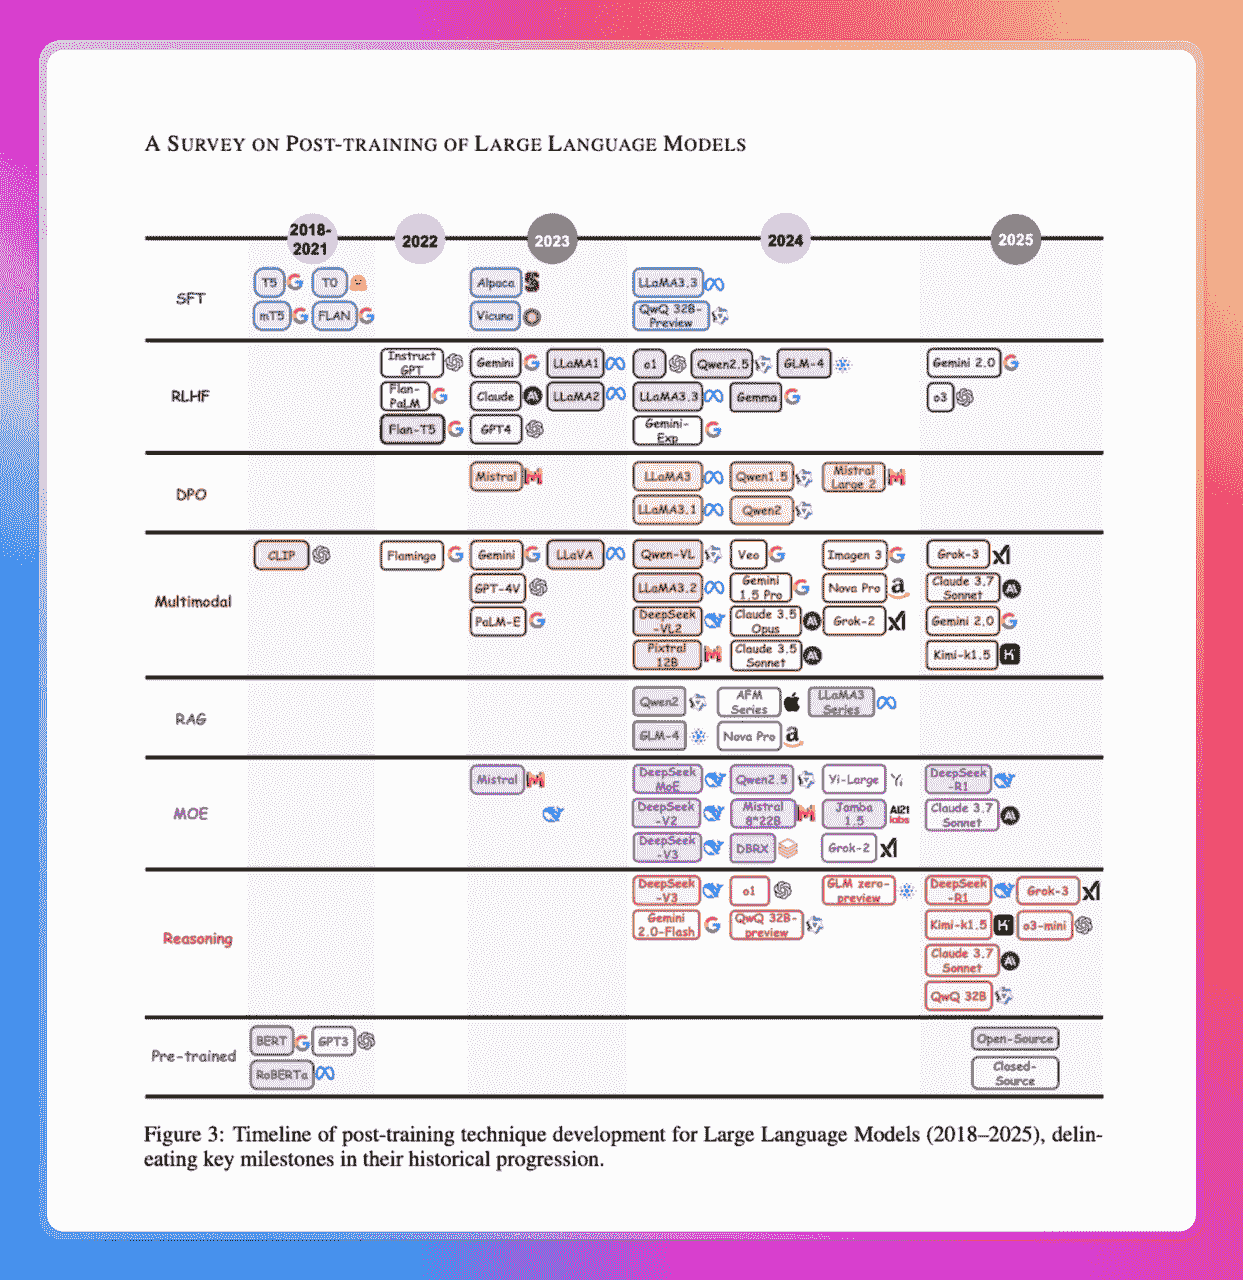 A SURVEY ON POST-TRAINING OF LARGE LANGUAGE MODELS
2018-
2021
2022
2023
2024
2025
SFT
T5
T0
Alpaca
LLaMA3.3
mT5
FLAN
Vicuna
QwQ 32B-
Preview
RLHF
Instruct
GPT
Gemini
LLaMA1
o1
Qwen2.5
GLM-4
Gemini 2.0
Flan-
PaLM
Claude
LLaMA2
LLaMA3.3
Gemma
o3
Flan-T5
GPT4
Gemini-
Exp
DPO
Mistral
LLaMA3
Qwen1.5
Mistral
Large 2
LLaMA3.1
Qwen2
Multimodal
CLIP
Flamingo
Gemini
LLaVA
Qwen-VL
Veo
Imagen 3
Grok-3
GPT-4V
LLaMA3.2
Gemini
1.5 Pro
Nova Pro
Claude 3.7
Sonnet
PaLM-E
DeepSeek
-VL2
Claude 3.5
Opus
Grok-2
Gemini 2.0
Pixtral
12B
Claude 3.5
Sonnet
Kimi-k1.5
RAG
Qwen2
AFM
Series
LLaMA3
Series
GLM-4
Nova Pro
MOE
Mistral
DeepSeek
MoE
Qwen2.5
Yi-Large
DeepSeek
-R1
DeepSeek
-V2
Mistral
8*22B
Jamba
1.5
AI21
labs
Claude 3.7
Sonnet
DeepSeek
-V3
DBRX
Grok-2
Reasoning
DeepSeek
-V3
o1
GLM zero-
preview
DeepSeek
-R1
Grok-3
Gemini
2.0-Flash
QwQ 32B-
preview
Kimi-k1.5
o3-mini
Claude 3.7
Sonnet
QwQ 32B
Pre-trained
BERT
GPT3
RoBERTa
Open-Source
Closed-
Source
Figure 3: Timeline of post-training technique development for Large Language Models (2018–2025), delin-
eating key milestones in their historical progression.